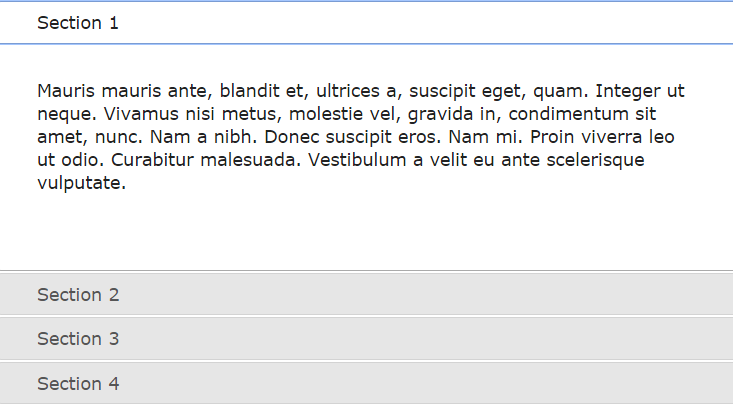 Section 1
Mauris mauris ante, blandit et, ultrices a, suscipit eget, quam. Integer ut
neque. Vivamus nisi metus, molestie vel, gravida in, condimentum sit
amet, nunc. Nam a nibh. Donec suscipit eros. Nam mi. Proin viverra leo
ut odio. Curabitur malesuada. Vestibulum a velit eu ante scelerisque
vulputate.
Section 2
Section 3
Section 4